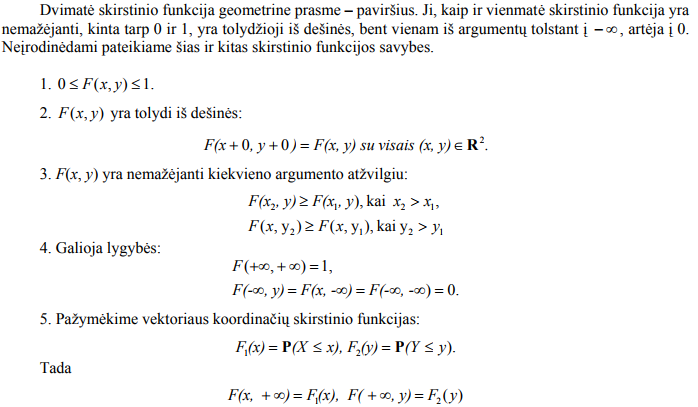 Dvimatė skirstinio funkcija geometrine prasme – paviršius. Ji, kaip ir vienmatė skirstinio funkcija yra
nemažėjanti, kinta tarp 0 ir 1, yra tolydžioji iš dešinės, bent vienam iš argumentų tolstant į −∞, artėja į 0.
Neįrodinėdami pateikiame šias ir kitas skirstinio funkcijos savybes.
1. 0 ≤ F(x, y) ≤ 1.
2. F(x, y) yra tolydi iš dešinės:
F(x + 0, y + 0) = F(x, y) su visais (x, y) ∈ R².
3. F(x, y) yra nemažėjanti kiekvieno argumento atžvilgiu:
F(x₂, y) ≥ F(x₁, y), kai x₂ > x₁,
F(x, y₂) ≥ F(x, y₁), kai y₂ > y₁
4. Galioja lygybės:
F(+∞, +∞) = 1,
F(-∞, y) = F(x, -∞) = F(-∞, -∞) = 0.
5. Pažymėkime vektoriaus koordinačių skirstinio funkcijas:
F₁(x) = P(X ≤ x), F₂(y) = P(Y ≤ y).
Tada
F(x, +∞) = F₁(x), F(+∞, y) = F₂(y)